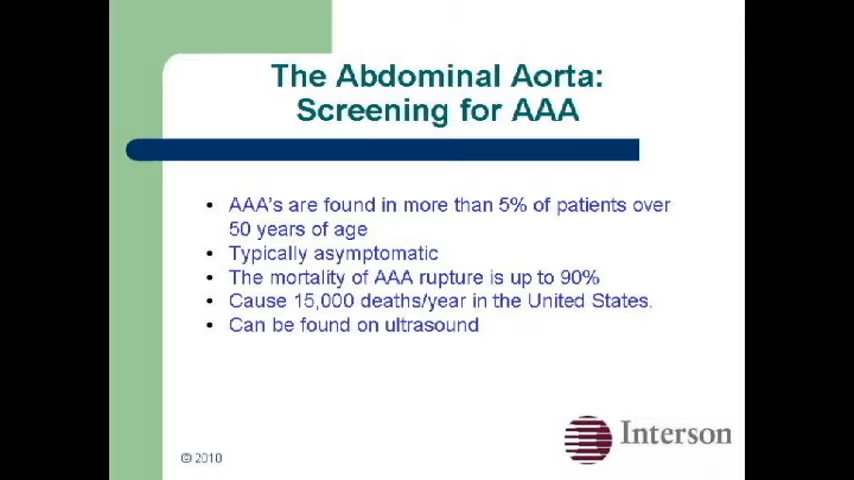 The Abdominal Aorta:
Screening for AAA
• AAA's are found in more than 5% of patients over
50 years of age
• Typically asymptomatic
• The mortality of AAA rupture is up to 90%
• Cause 15,000 deaths/year in the United States.
• Can be found on ultrasound
Interson
© 2010